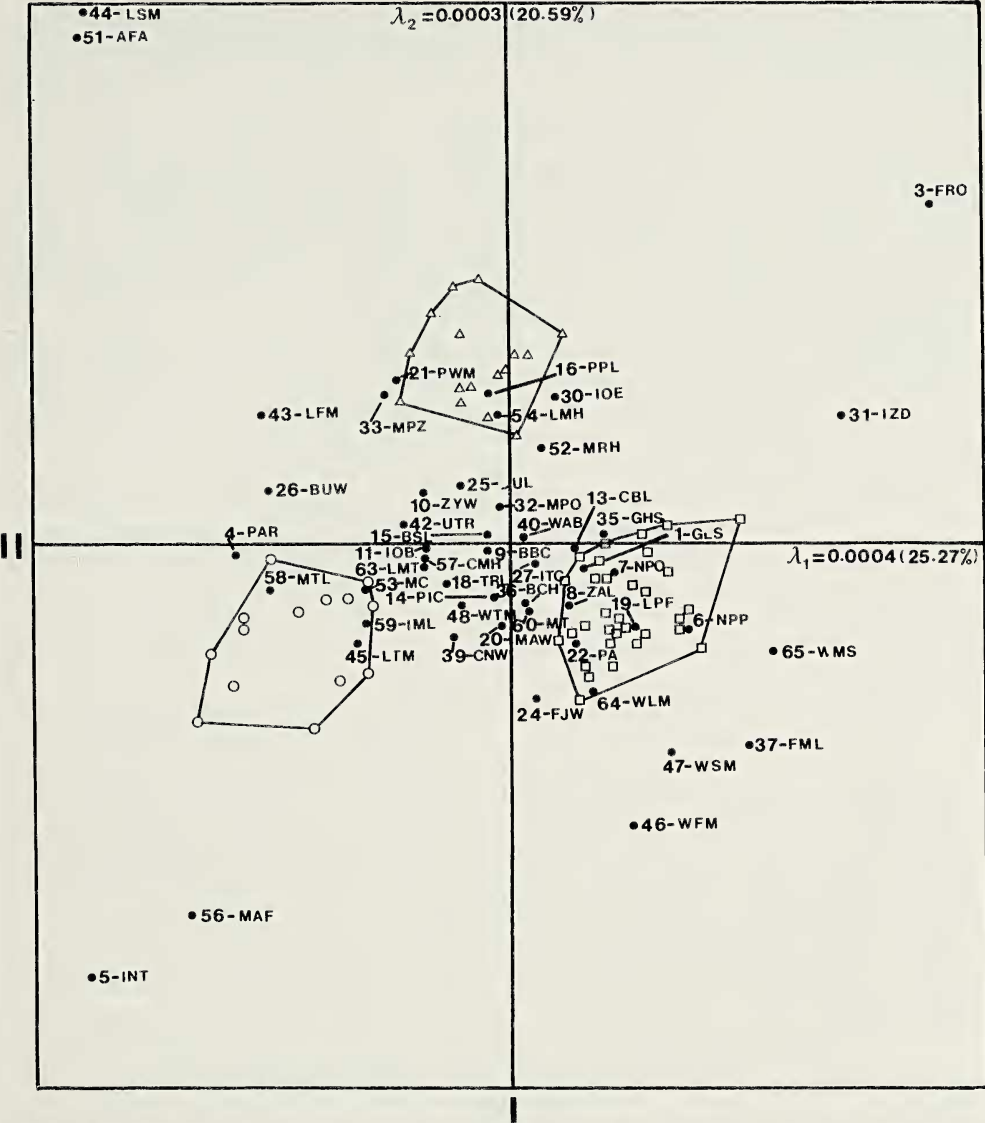 44-LSM
λ₂=0.0003(20.59%)
51-AFA
3-FRO
21-PWM
16-PPL
30-IOE
43-LFM
33-MPZ
54-LMH
31-IZD
52-MRH
26-BUW
25-JUL
10-ZYW
32-MPO
13-CBL
42-UTR
40-WAB
35-GHS
4-PAR
15-BSL
1-GLS
II
11-IOB
9-BBC
λ₁=0.0004(25.27%)
63-LMT
57-CMH
27-ITC
7-NPO
58-MTL
53-MC
18-TRL
36-BCH
8-ZAL
14-PIC
19-LPF
48-WTM
60-MT
6-NPP
59-IML
20-MAW
45-LTM
39-CNW
22-PA
65-WMS
24-FJW
64-WLM
37-FML
47-WSM
46-WFM
56-MAF
5-INT
I